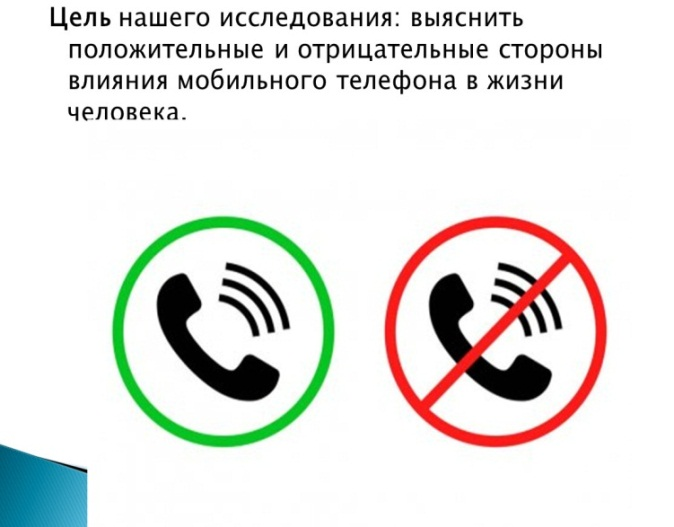 Цель нашего исследования: выяснить
положительные и отрицательные стороны
влияния мобильного телефона в жизни
человека.